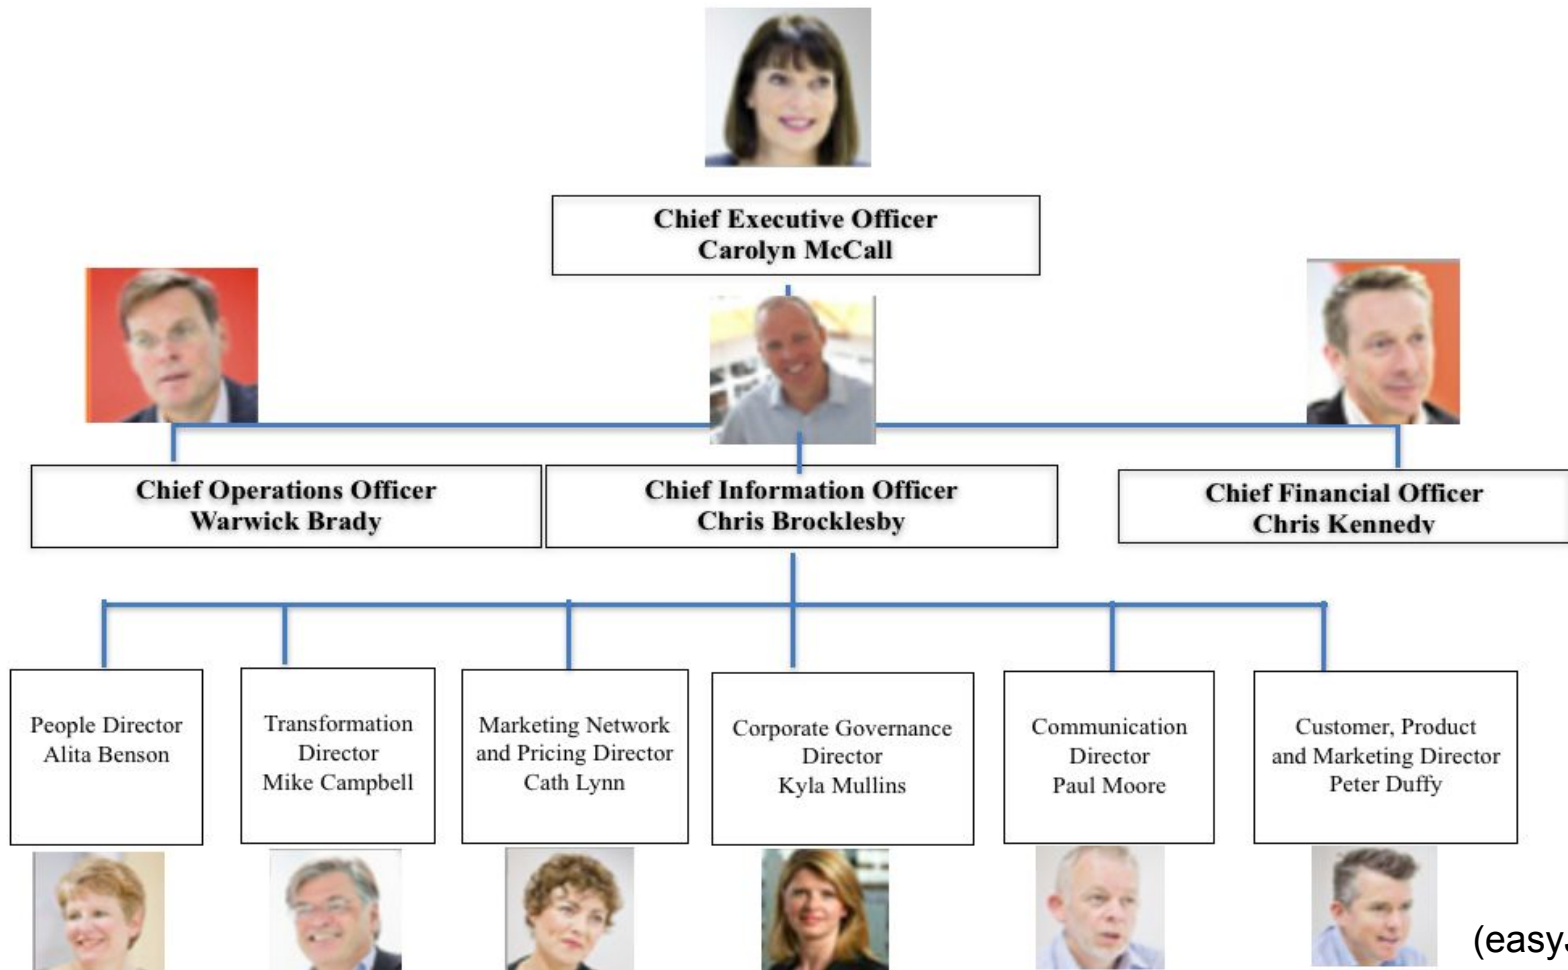 Chief Executive Officer
Carolyn McCall
Chief Operations Officer
Warwick Brady
Chief Information Officer
Chris Brocklesby
Chief Financial Officer
Chris Kennedy
People Director
Alita Benson
Transformation
Director
Mike Campbell
Marketing Network
and Pricing Director
Cath Lynn
Corporate Governance
Director
Kyla Mullins
Communication
Director
Paul Moore
Customer, Product
and Marketing Director
Peter Duffy
(easyJ